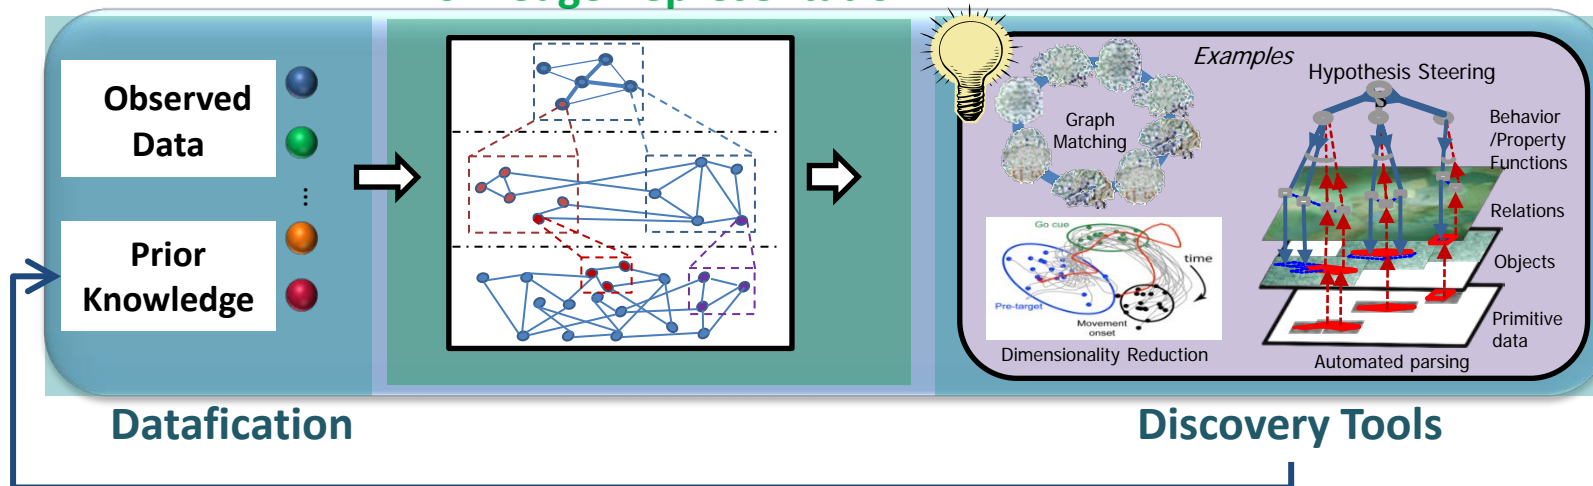 Observed
Data
...
Prior
Knowledge
Examples
Graph
Matching
Hypothesis Steering
S
Behavior
/Property
Functions
Relations
Objects
Primitive
data
Automated parsing
Go cue
time
Pre-target
Movement
onset
Dimensionality Reduction
Datafication
Discovery Tools